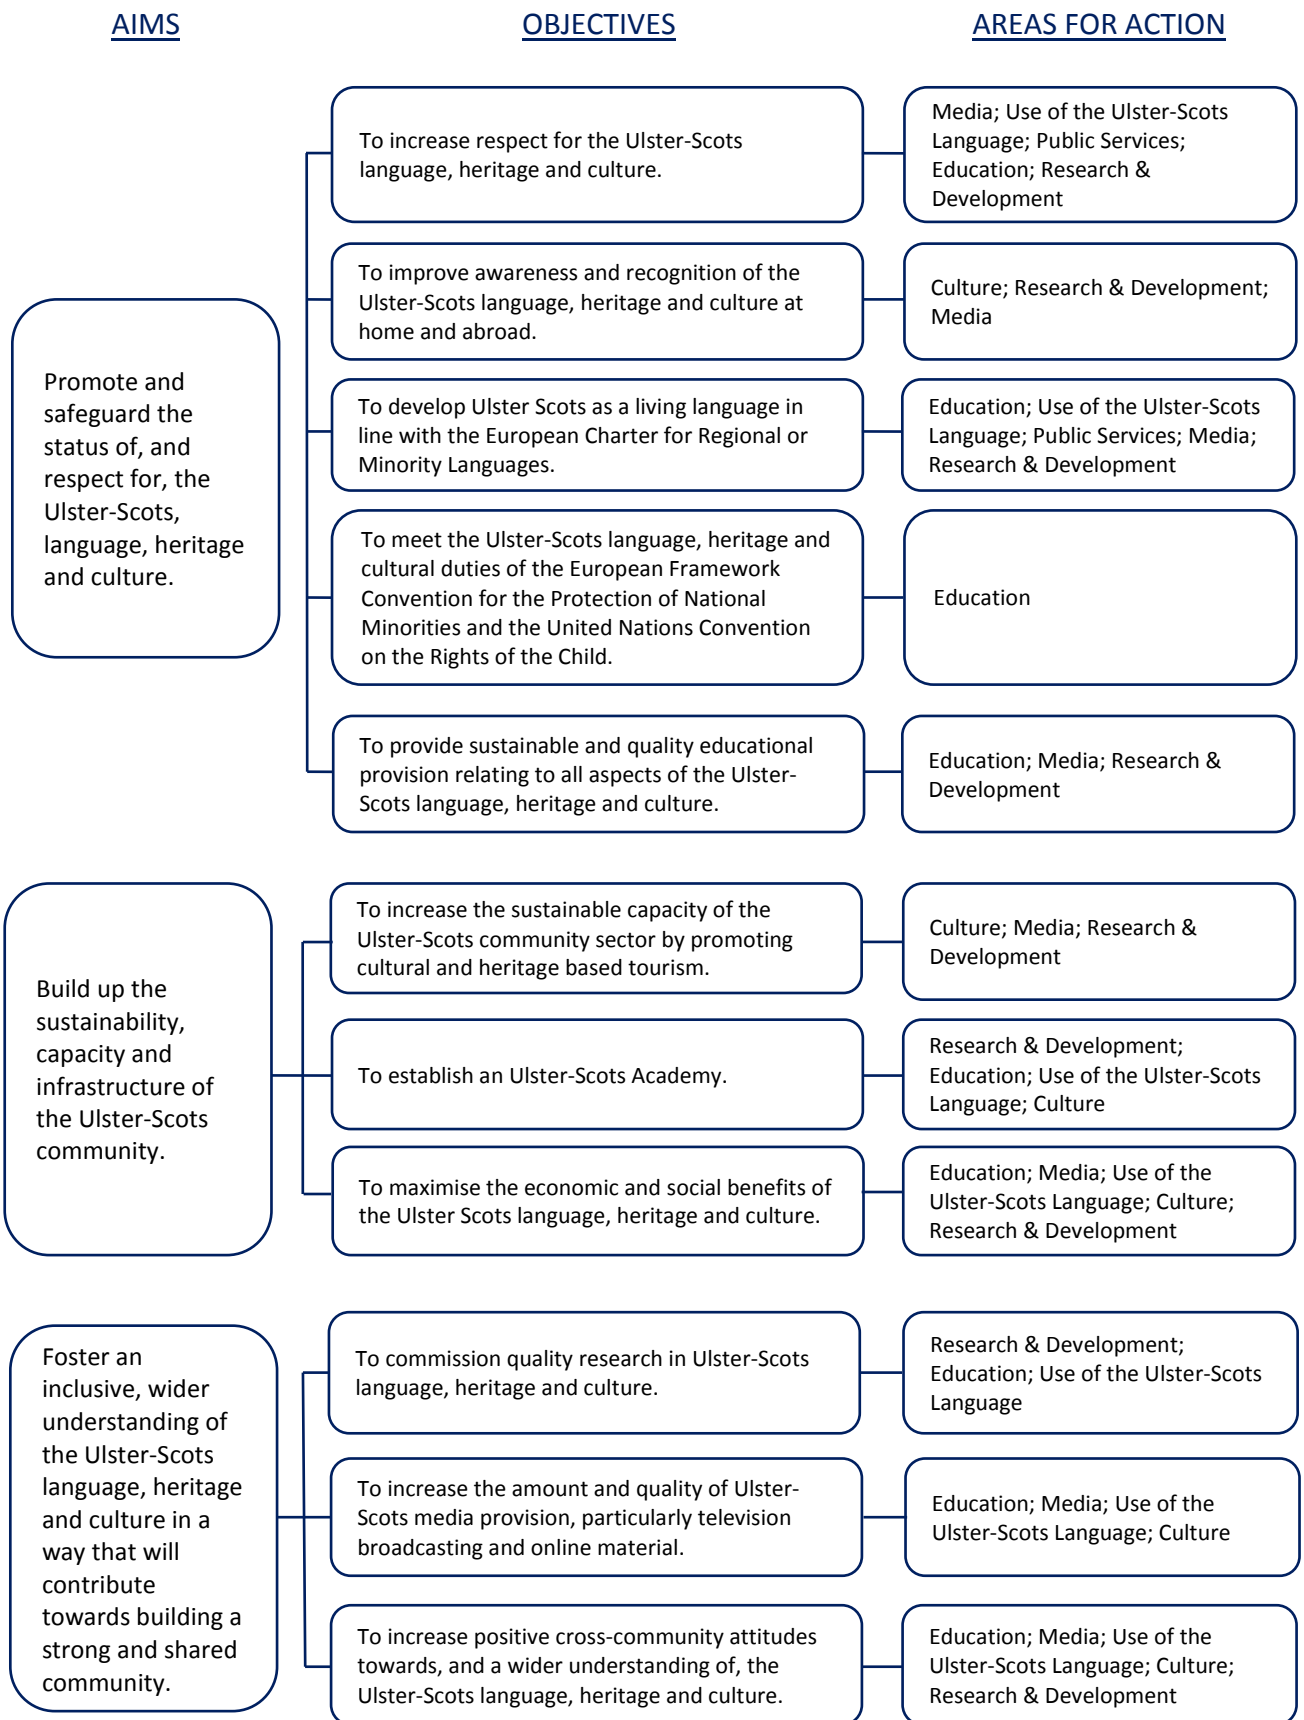 AIMS
OBJECTIVES
AREAS FOR ACTION
Promote and
safeguard the
status of, and
respect for, the
Ulster-Scots,
language, heritage
and culture.
To increase respect for the Ulster-Scots
language, heritage and culture.
Media; Use of the Ulster-Scots
Language; Public Services;
Education; Research &
Development
To improve awareness and recognition of the
Ulster-Scots language, heritage and culture at
home and abroad.
Culture; Research & Development;
Media
To develop Ulster Scots as a living language in
line with the European Charter for Regional or
Minority Languages.
Education; Use of the Ulster-Scots
Language; Public Services; Media;
Research & Development
To meet the Ulster-Scots language, heritage and
cultural duties of the European Framework
Convention for the Protection of National
Minorities and the United Nations Convention
on the Rights of the Child.
Education
To provide sustainable and quality educational
provision relating to all aspects of the Ulster-
Scots language, heritage and culture.
Education; Media; Research &
Development
Build up the
sustainability,
capacity and
infrastructure of
the Ulster-Scots
community.
To increase the sustainable capacity of the
Ulster-Scots community sector by promoting
cultural and heritage based tourism.
Culture; Media; Research &
Development
To establish an Ulster-Scots Academy.
Research & Development;
Education; Use of the Ulster-Scots
Language; Culture
To maximise the economic and social benefits of
the Ulster Scots language, heritage and culture.
Education; Media; Use of the
Ulster-Scots Language; Culture;
Research & Development
Foster an
inclusive, wider
understanding of
the Ulster-Scots
language, heritage
and culture in a
way that will
contribute
towards building a
strong and shared
community.
To commission quality research in Ulster-Scots
language, heritage and culture.
Research & Development;
Education; Use of the Ulster-Scots
Language
To increase the amount and quality of Ulster-
Scots media provision, particularly television
broadcasting and online material.
Education; Media; Use of the
Ulster-Scots Language; Culture
To increase positive cross-community attitudes
towards, and a wider understanding of, the
Ulster-Scots language, heritage and culture.
Education; Media; Use of the
Ulster-Scots Language; Culture;
Research & Development